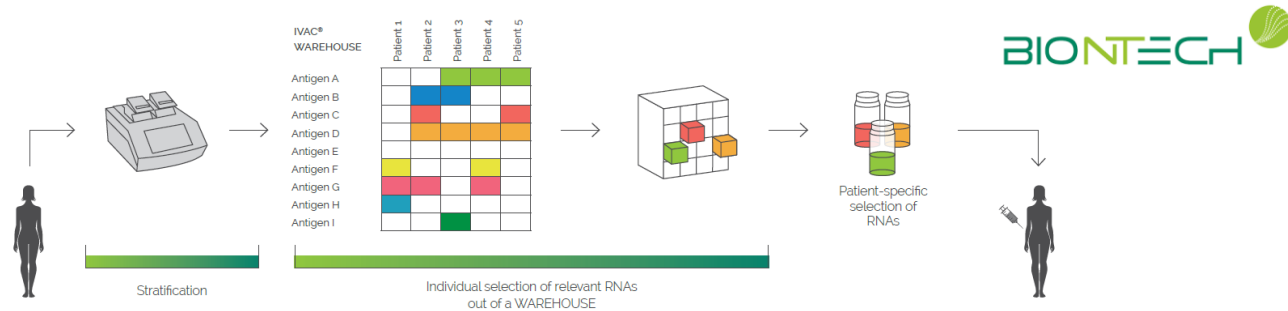 IVAC®
WAREHOUSE
Patient 1
Patient 2
Patient 3
Patient 4
Patient 5
Antigen A
Antigen B
Antigen C
Antigen D
Antigen E
Antigen F
Antigen G
Antigen H
Antigen I
BIONTECH
Patient-specific
selection of
RNAs
Stratification
Individual selection of relevant RNAs
out of a WAREHOUSE